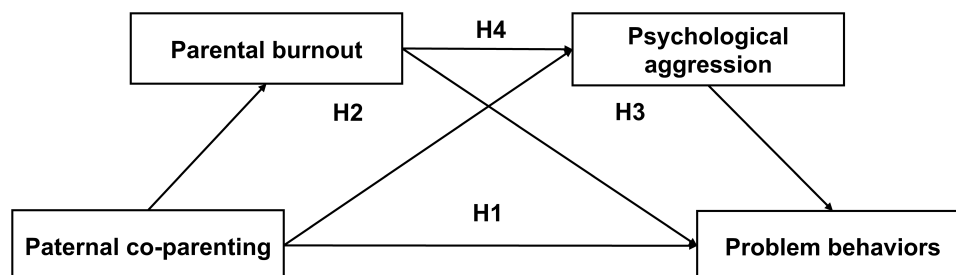 H4
Parental burnout
Psychological
aggression
H2
H3
H1
Paternal co-parenting
Problem behaviors